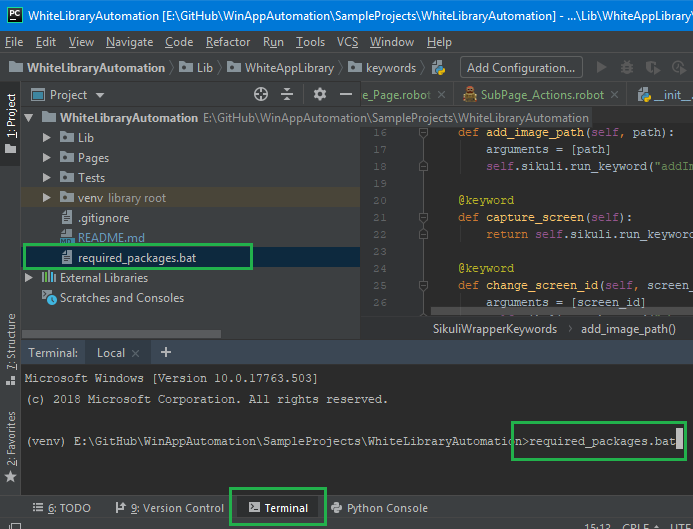 PC WhiteLibraryAutomation [E:\GitHub\WinAppAutomation\SampleProjects\WhiteLibraryAutomation] - ...\Lib\WhiteAppLibrary\
File Edit View Navigate Code Refactor Run Tools VCS Window Help
WhiteLibraryAutomation Lib WhiteAppLibrary keywords Add Configuration...
1: Project
Project e_Page.robot SubPage_Actions.robot __init__.
WhiteLibraryAutomation E:\GitHub\WinAppAutomation\SampleProjects\WhiteLibraryAutomation
Lib
Pages
Tests
venv library root
.gitignore
README.md
required_packages.bat
External Libraries
Scratches and Consoles
16 def add_image_path(self, path):
17 arguments = [path]
18 self.sikuli.run_keyword("addIm
19
20 @keyword
21 def capture_screen(self):
22 return self.sikuli.run_keywor
23
24 @keyword
25 def change_screen_id(self, screen_
26 arguments = [screen_id]
SikuliWrapperKeywords add_image_path()
Z: Structure
2: Favorites
Terminal: Local
Microsoft Windows [Version 10.0.17763.503]
(c) 2018 Microsoft Corporation. All rights reserved.
(venv) E:\GitHub\WinAppAutomation\SampleProjects\WhiteLibraryAutomation>required_packages.bat
6: TODO 9: Version Control Terminal Python Console
15:13 CRLF UTF